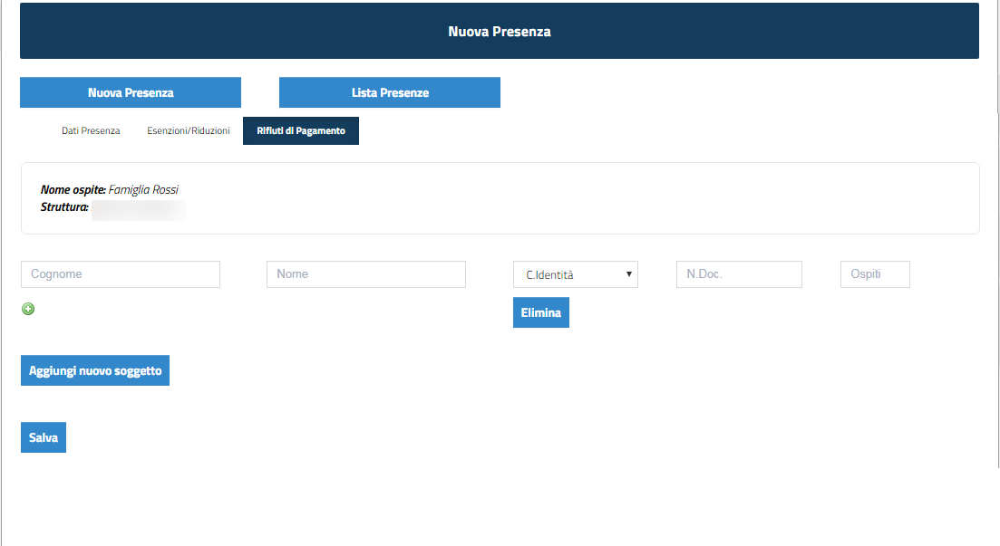 Nuova Presenza
Nuova Presenza Lista Presenze
Dati Presenza Esenzioni/Riduzioni Rifiuti di Pagamento
Nome ospite: Famiglia Rossi
Struttura:
Cognome Nome C.Identità N.Doc. Ospiti
Elimina
Aggiungi nuovo soggetto
Salva